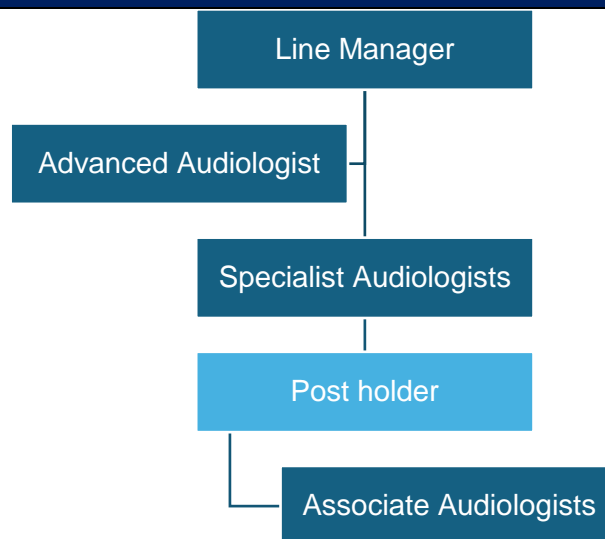 Line Manager
Advanced Audiologist
Specialist Audiologists
Post holder
Associate Audiologists